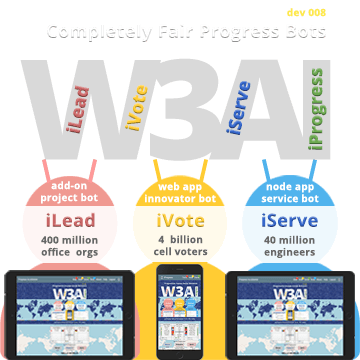 dev 008
Completely Fair Progress Bots
W3AI
iLead
iVote
iServe
iProgress
add-on
project bot
iLead
400 million
office orgs
web app
innovator bot
iVote
4 billion
cell voters
node app
service bot
iServe
40 million
engineers
W3AI
W3AI
W3AI